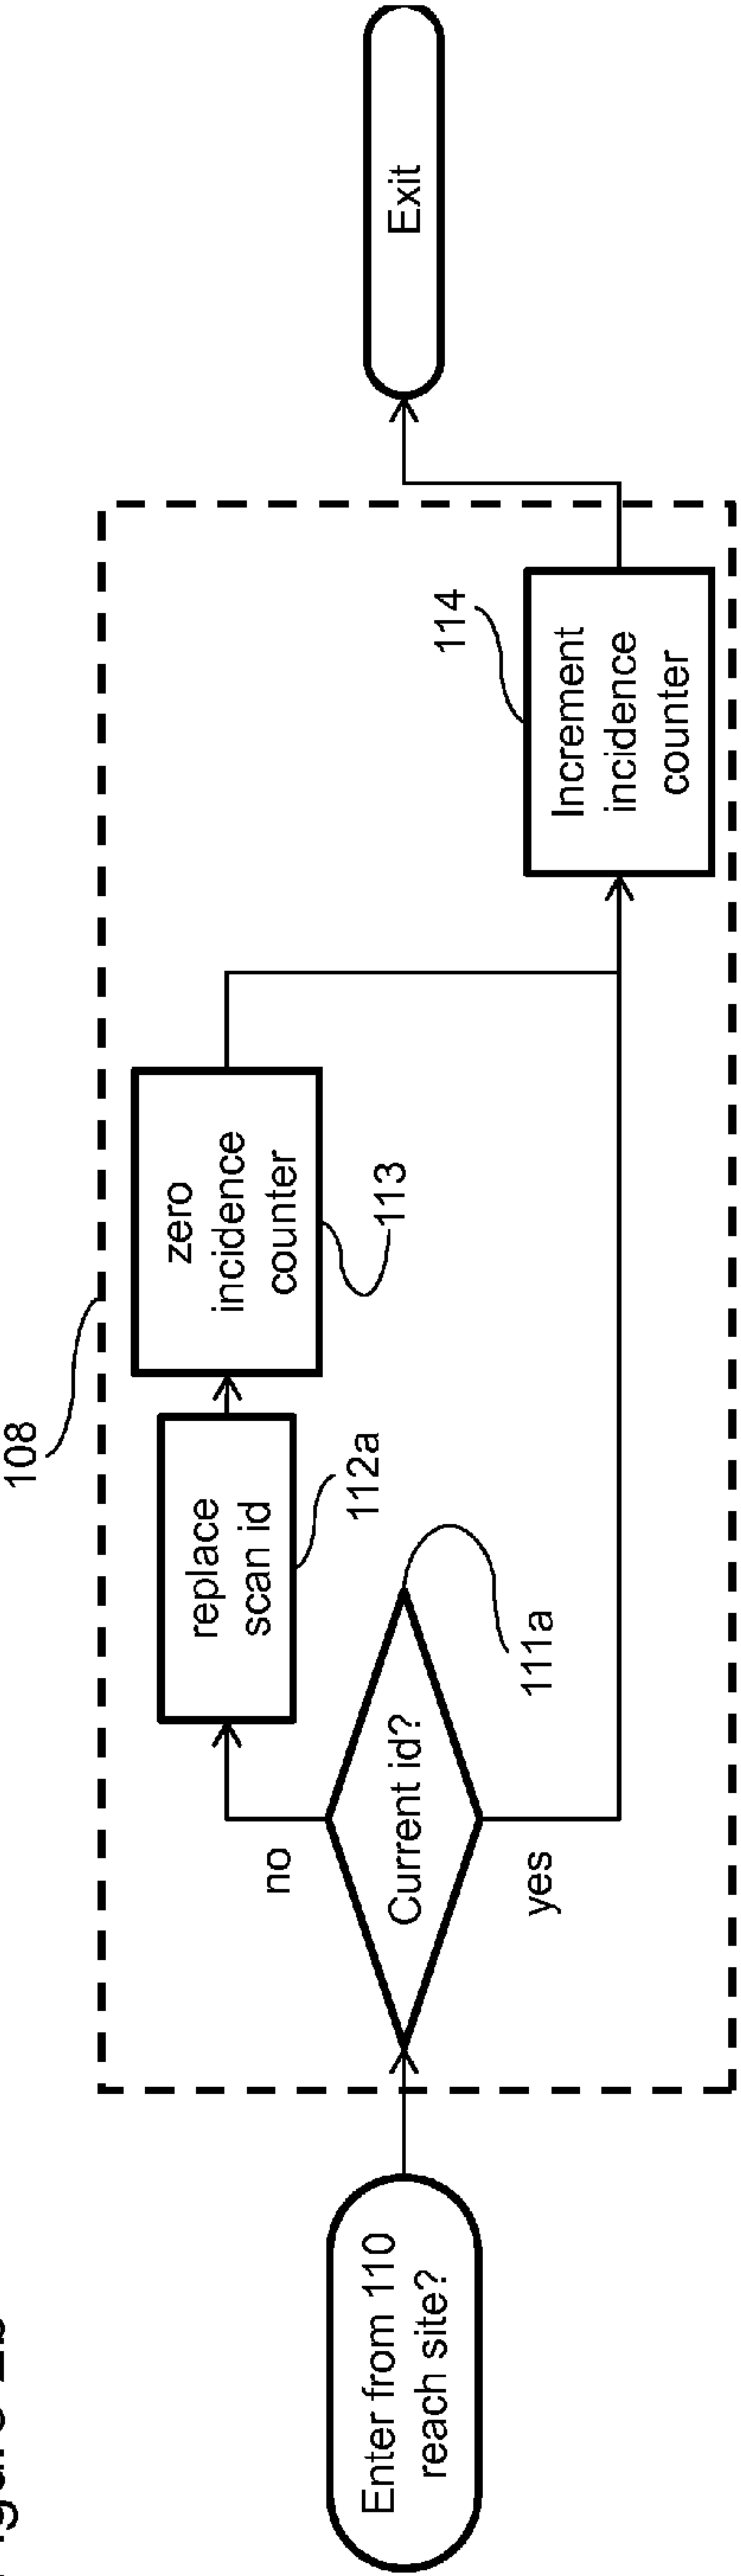 108
Enter from 110
reach site?
no
Current id?
yes
111a
replace
scan id
112a
zero
incidence
counter
113
Increment
incidence
counter
114
Exit